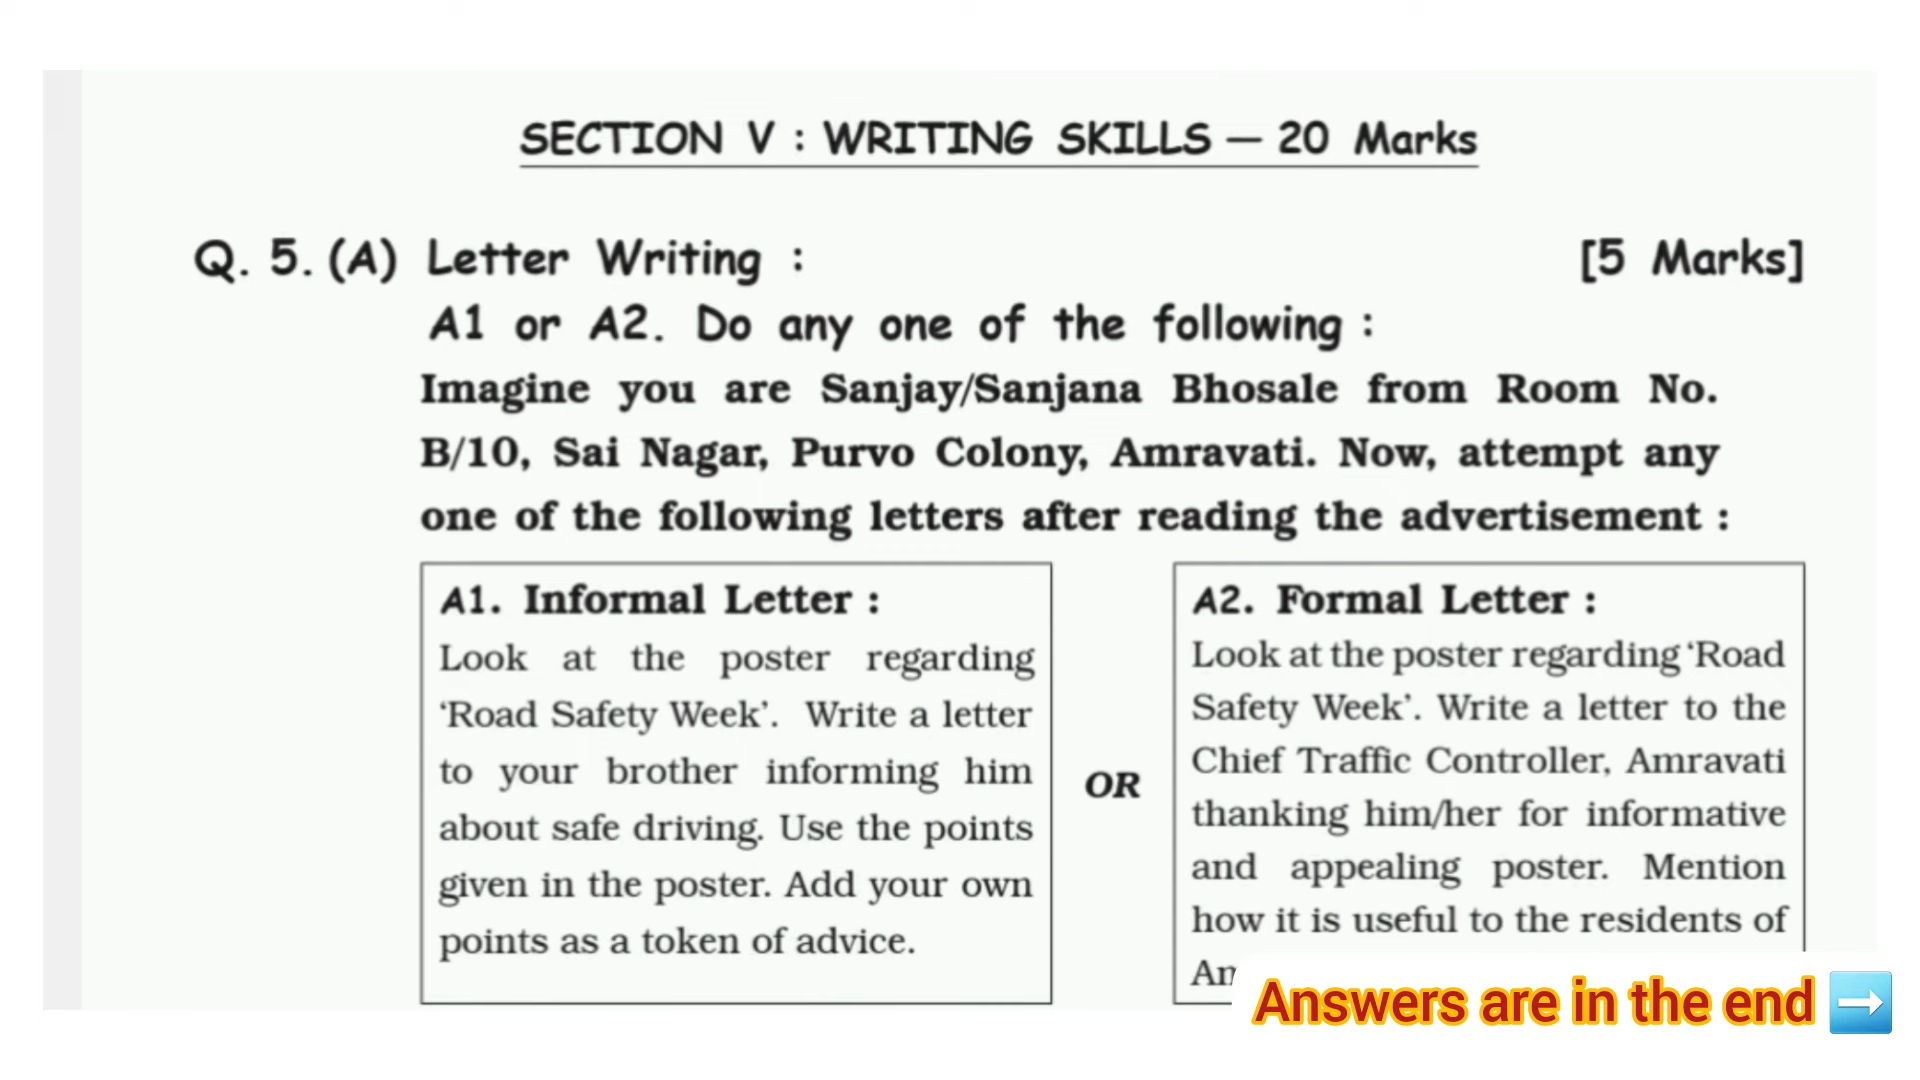 SECTION V : WRITING SKILLS — 20 Marks
Q. 5. (A) Letter Writing : [5 Marks]
A1 or A2. Do any one of the following :
Imagine you are Sanjay/Sanjana Bhosale from Room No.
B/10, Sai Nagar, Purvo Colony, Amravati. Now, attempt any
one of the following letters after reading the advertisement :
A1. Informal Letter :
Look at the poster regarding
‘Road Safety Week’. Write a letter
to your brother informing him
about safe driving. Use the points
given in the poster. Add your own
points as a token of advice.
OR
A2. Formal Letter :
Look at the poster regarding ‘Road
Safety Week’. Write a letter to the
Chief Traffic Controller, Amravati
thanking him/her for informative
and appealing poster. Mention
how it is useful to the residents of
Answers are in the end